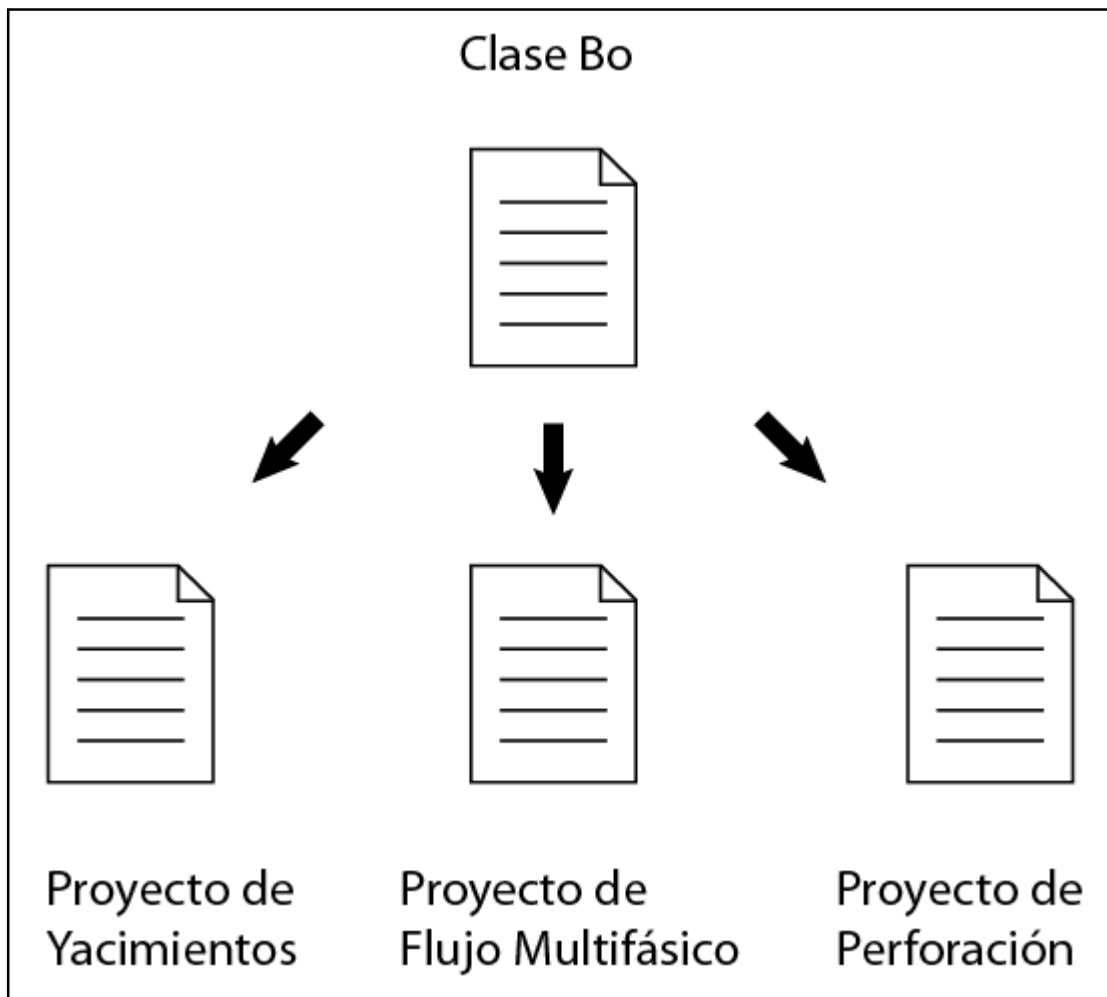 Clase Bo
Proyecto de
Yacimientos
Proyecto de
Flujo Multifásico
Proyecto de
Perforación